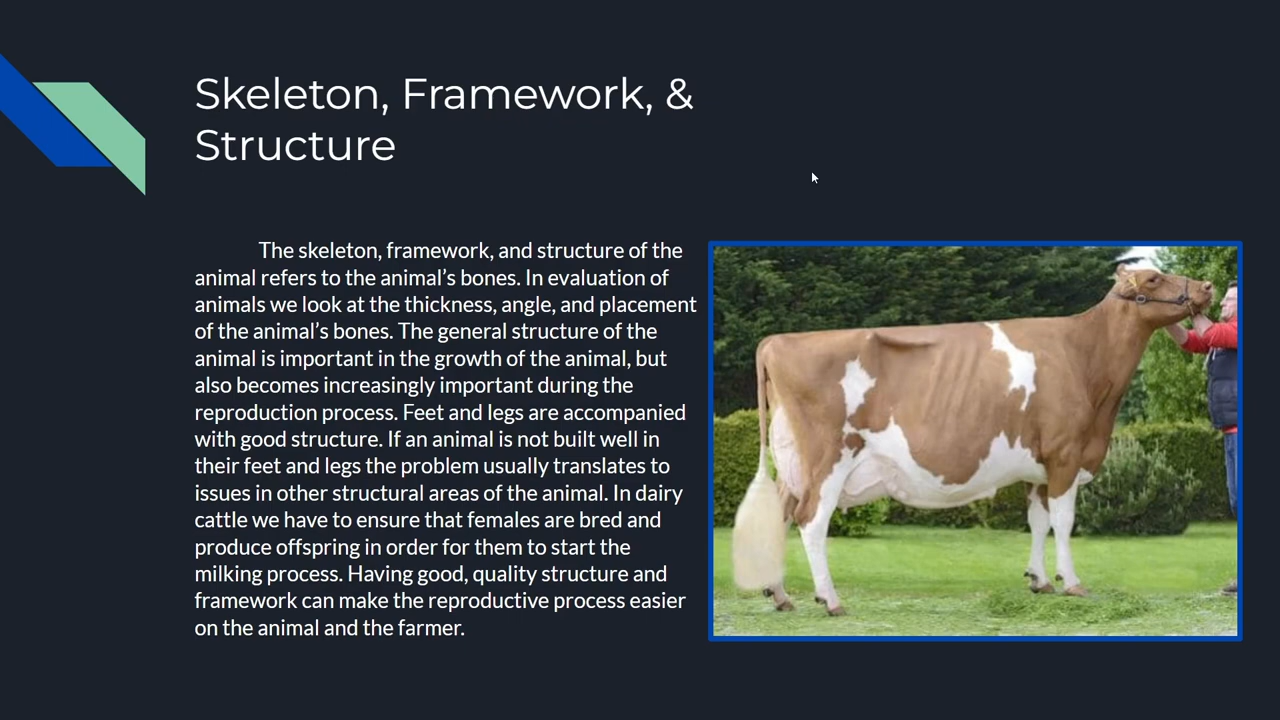 Skeleton, Framework, &
Structure
The skeleton, framework, and structure of the
animal refers to the animal’s bones. In evaluation of
animals we look at the thickness, angle, and placement
of the animal’s bones. The general structure of the
animal is important in the growth of the animal, but
also becomes increasingly important during the
reproduction process. Feet and legs are accompanied
with good structure. If an animal is not built well in
their feet and legs the problem usually translates to
issues in other structural areas of the animal. In dairy
cattle we have to ensure that females are bred and
produce offspring in order for them to start the
milking process. Having good, quality structure and
framework can make the reproductive process easier
on the animal and the farmer.